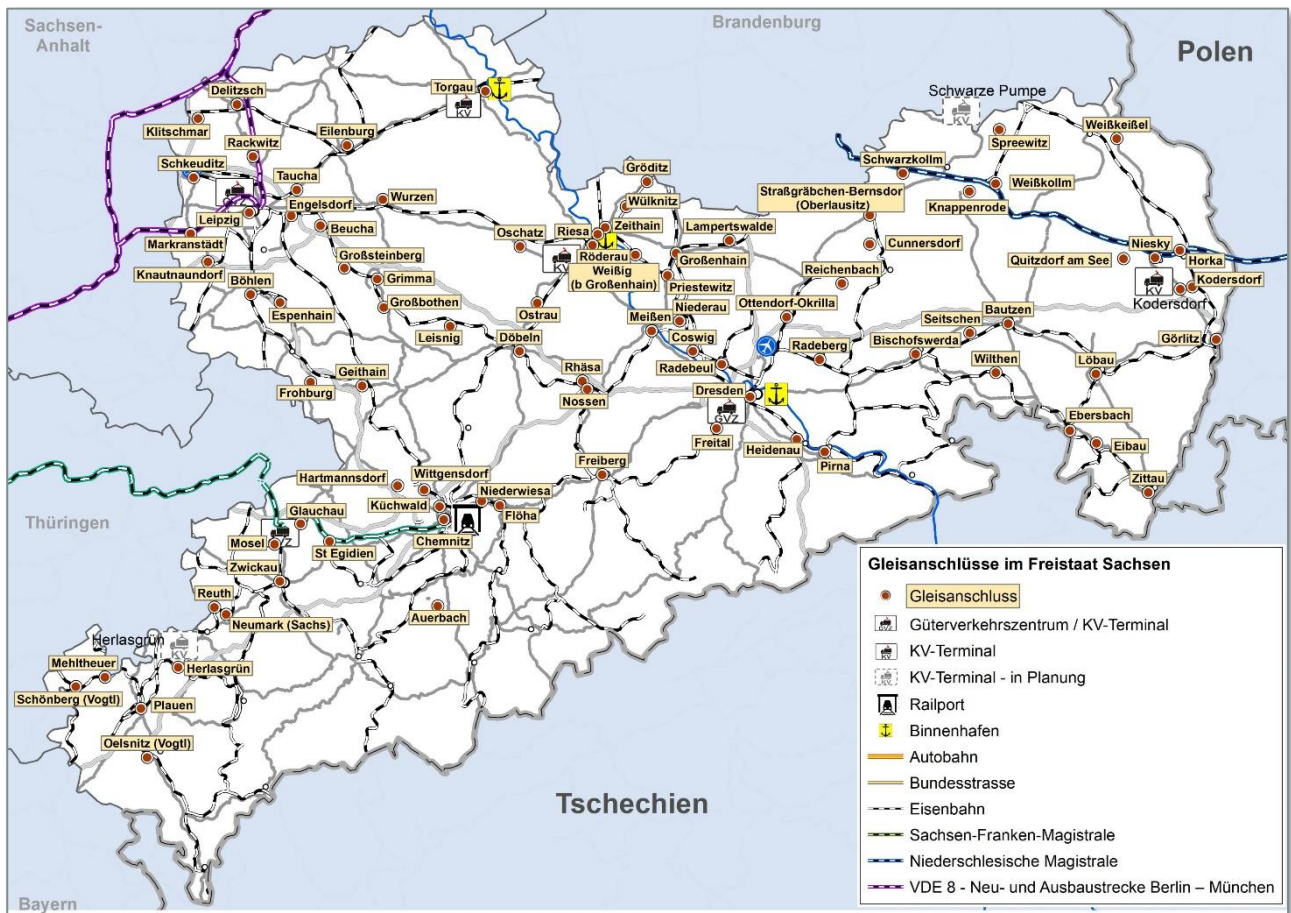 Sachsen-
Anhalt
Brandenburg
Polen
Delitzsch
Torgau
KV
Schwarze Pumpe
KV
Klitschmar
Eilenburg
Weißkeißel
Rackwitz
Spreewitz
Schkeuditz
Gröditz
Schwarzkollm
Taucha
Wülknitz
Straßgräbchen-Bernsdor
(Oberlausitz)
Weißkollm
Wurzen
Knappenrode
Leipzig
Engelsdorf
Zeithain
Beucha
Riesa
Lampertswalde
Oschatz
Cunnersdorf
Niesky
Markranstädt
KV
Röderau
Großenhain
Quitzdorf am See
Horka
Knautnaundorf
Großsteinberg
Weißig
(b Großenhain)
Reichenbach
KV
Kodersdorf
Böhlen
Grimma
Priestewitz
Kodersdorf
Großbothen
Ottendorf-Okrilla
Espenhain
Ostrau
Niederau
Bautzen
Leisnig
Meißen
Seitschen
Döbeln
Coswig
Radeberg
Bischofswerda
Görlitz
Wilthen
Löbau
Radebeul
Geithain
Rhäsa
Frohburg
Nossen
Dresden
GVZ
Ebersbach
Freital
Eibau
Heidenau
Pirna
Wittgensdorf
Freiberg
Hartmannsdorf
Zittau
Niederwiesa
Küchwald
Glauchau
Flöha
Thüringen
Chemnitz
Mosel
VZ
St Egidien
Zwickau
Reuth
Auerbach
Neumark (Sachs)
Herlasgrün
KV
Mehltheuer
Herlasgrün
Schönberg (Vogtl)
Plauen
Oelsnitz (Vogtl)
Tschechien
Bayern
Gleisanschlüsse im Freistaat Sachsen
Gleisanschluss
GVZ
Güterverkehrszentrum / KV-Terminal
KV
KV-Terminal
KV
KV-Terminal - in Planung
Railport
Binnenhafen
Autobahn
Bundesstrasse
Eisenbahn
Sachsen-Franken-Magistrale
Niederschlesische Magistrale
VDE 8 - Neu- und Ausbaustrecke Berlin – München